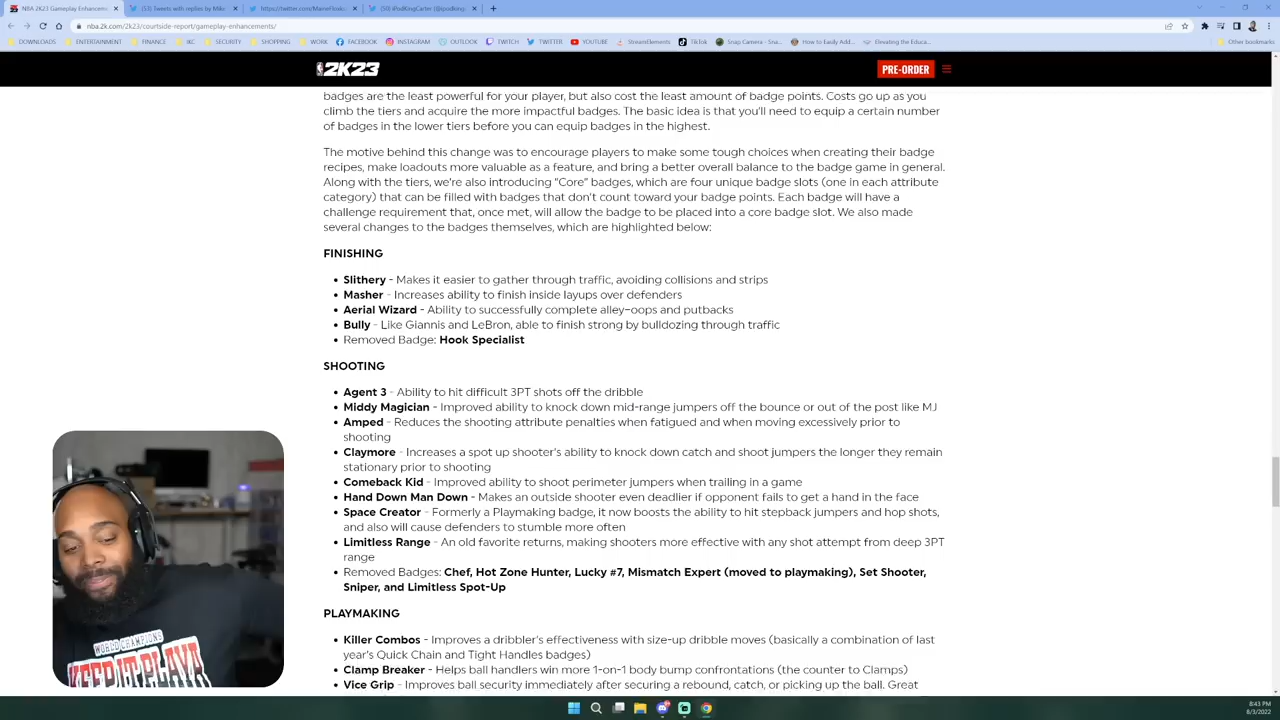 NBA 2K23 Gameplay Enhancemen
(53) Tweets with replies by Mike
(50) iPodKingCarter (@ipodking
nba.2k.com/2k23/courtside-report/gameplay-enhancements/
DOWNLOADS ENTERTAINMENT FINANCE IKC SECURITY SHOPPING WORK FACEBOOK INSTAGRAM OUTLOOK TWITCH TWITTER YOUTUBE StreamElements TikTok Snap Camera - Sna... How to Easily Add... Elevating the Educa... Other bookmarks
2K23 PRE-ORDER
badges are the least powerful for your player, but also cost the least amount of badge points. Costs go up as you
climb the tiers and acquire the more impactful badges. The basic idea is that you'll need to equip a certain number
of badges in the lower tiers before you can equip badges in the highest.
The motive behind this change was to encourage players to make some tough choices when creating their badge
recipes, make loadouts more valuable as a feature, and bring a better overall balance to the badge game in general.
Along with the tiers, we're also introducing "Core" badges, which are four unique badge slots (one in each attribute
category) that can be filled with badges that don't count toward your badge points. Each badge will have a
challenge requirement that, once met, will allow the badge to be placed into a core badge slot. We also made
several changes to the badges themselves, which are highlighted below:
FINISHING
• Slithery - Makes it easier to gather through traffic, avoiding collisions and strips
• Masher - Increases ability to finish inside layups over defenders
• Aerial Wizard - Ability to successfully complete alley-oops and putbacks
• Bully - Like Giannis and LeBron, able to finish strong by bulldozing through traffic
• Removed Badge: Hook Specialist
SHOOTING
• Agent 3 - Ability to hit difficult 3PT shots off the dribble
• Middy Magician - Improved ability to knock down mid-range jumpers off the bounce or out of the post like MJ
• Amped - Reduces the shooting attribute penalties when fatigued and when moving excessively prior to
shooting
• Claymore - Increases a spot up shooter's ability to knock down catch and shoot jumpers the longer they remain
stationary prior to shooting
• Comeback Kid - Improved ability to shoot perimeter jumpers when trailing in a game
• Hand Down Man Down - Makes an outside shooter even deadlier if opponent fails to get a hand in the face
• Space Creator - Formerly a Playmaking badge, it now boosts the ability to hit stepback jumpers and hop shots,
and also will cause defenders to stumble more often
• Limitless Range - An old favorite returns, making shooters more effective with any shot attempt from deep 3PT
range
• Removed Badges: Chef, Hot Zone Hunter, Lucky #7, Mismatch Expert (moved to playmaking), Set Shooter,
Sniper, and Limitless Spot-Up
PLAYMAKING
• Killer Combos - Improves a dribbler's effectiveness with size-up dribble moves (basically a combination of last
year's Quick Chain and Tight Handles badges)
• Clamp Breaker - Helps ball handlers win more 1-on-1 body bump confrontations (the counter to Clamps)
• Vice Grip - Improves ball security immediately after securing a rebound, catch, or picking up the ball. Great
WORLD CHAMPIONS
8:43 PM
8/3/2022